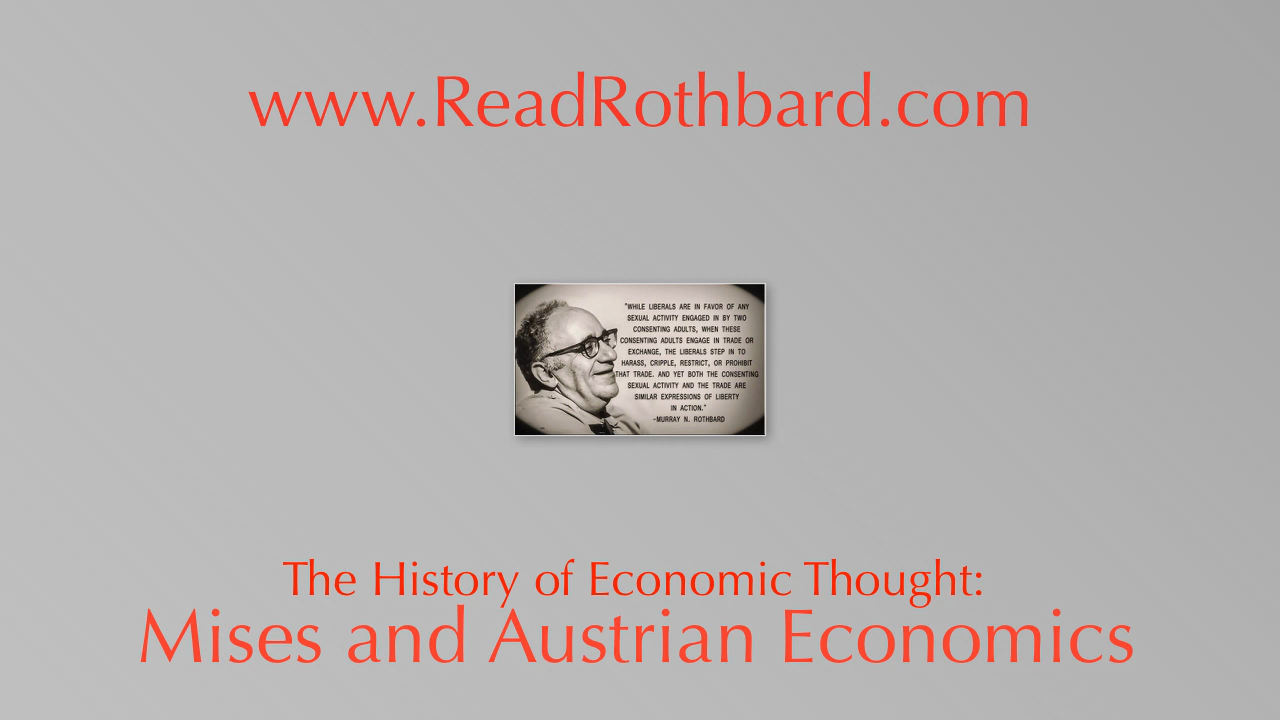 www.ReadRothbard.com
"WHILE LIBERALS ARE IN FAVOR OF ANY
SEXUAL ACTIVITY ENGAGED IN BY TWO
CONSENTING ADULTS, WHEN THESE
CONSENTING ADULTS ENGAGE IN TRADE OR
EXCHANGE, THE LIBERALS STEP IN TO
HARASS, CRIPPLE, RESTRICT, OR PROHIBIT
THAT TRADE. AND YET BOTH THE CONSENTING
SEXUAL ACTIVITY AND THE TRADE ARE
SIMILAR EXPRESSIONS OF LIBERTY
IN ACTION."
-MURRAY N. ROTHBARD
The History of Economic Thought:
Mises and Austrian Economics